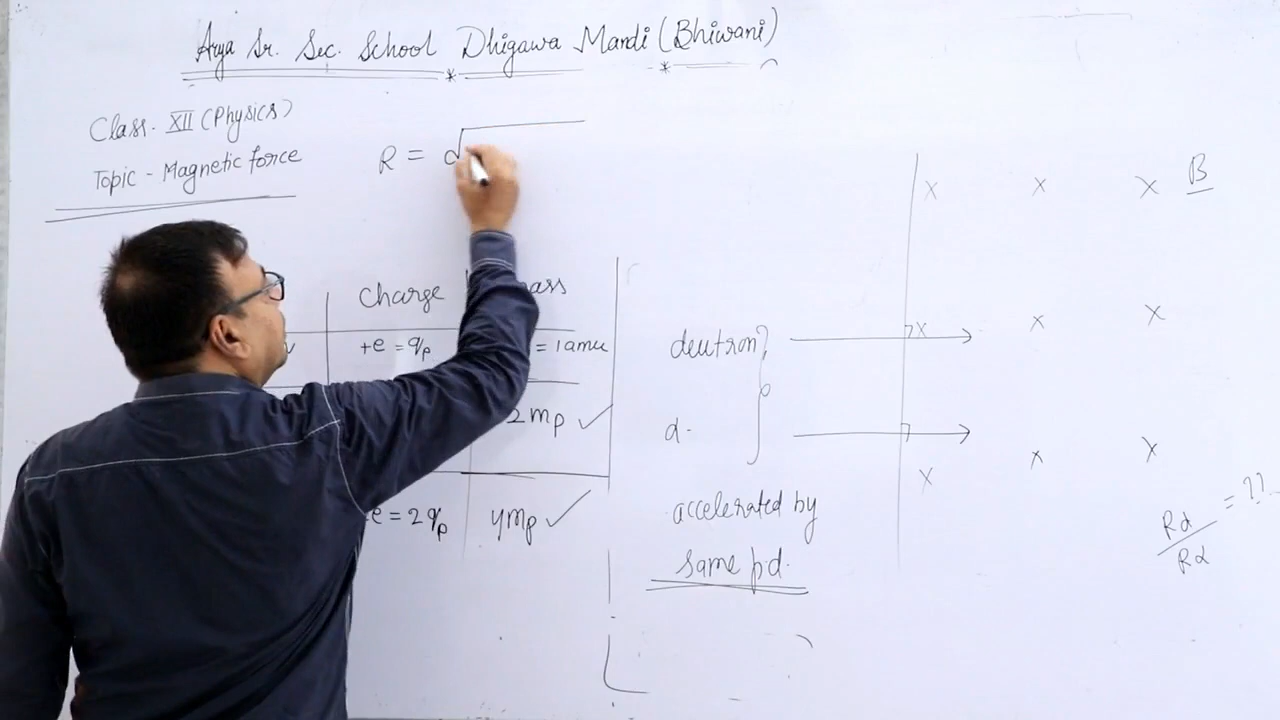 Arya Sr. Sec. School Dhigawa Mandi (Bhiwani)
Class - XII (Physics)
Topic - Magnetic force
R = √
Charge
ass
+e = qp
= 1amu
2mp ✓
e = 2qp
4mp ✓
deutron
α -
accelerated by
same pd.
x x x B
x x x
x x x
Rd/Rα = ??